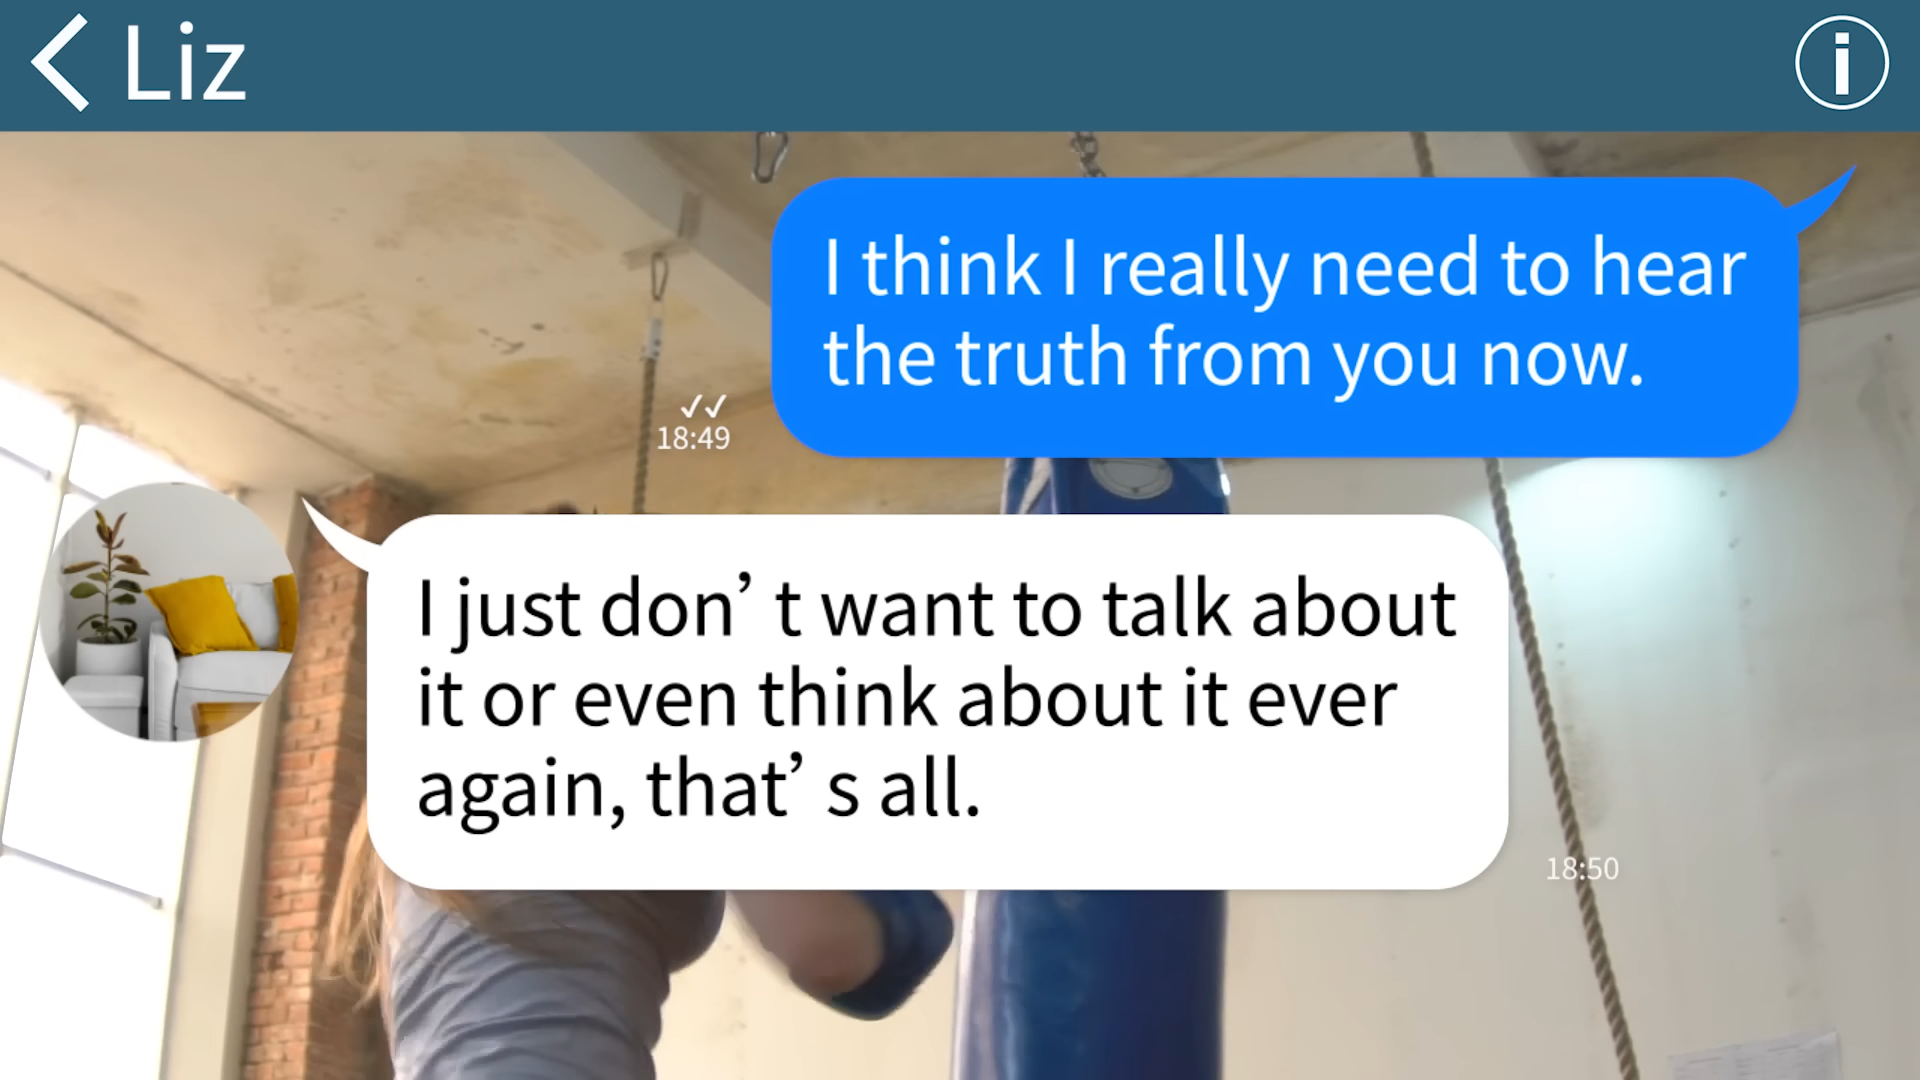 Liz
I think I really need to hear
the truth from you now.
✓✓
18:49
I just don’t want to talk about
it or even think about it ever
again, that’s all.
18:50